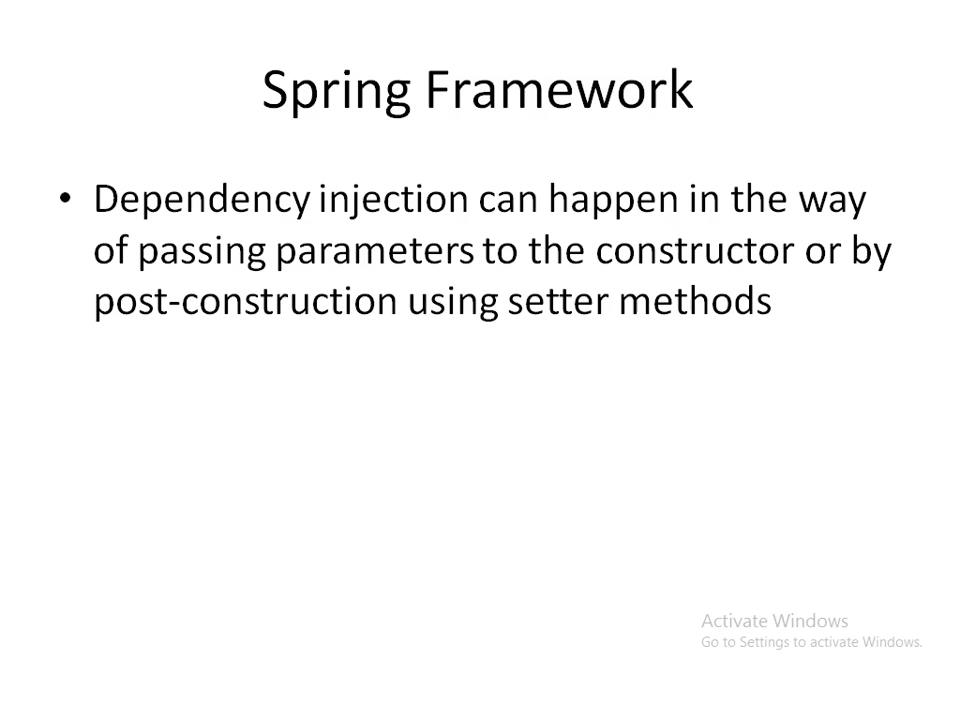 Spring Framework
• Dependency injection can happen in the way
of passing parameters to the constructor or by
post-construction using setter methods
Activate Windows
Go to Settings to activate Windows.